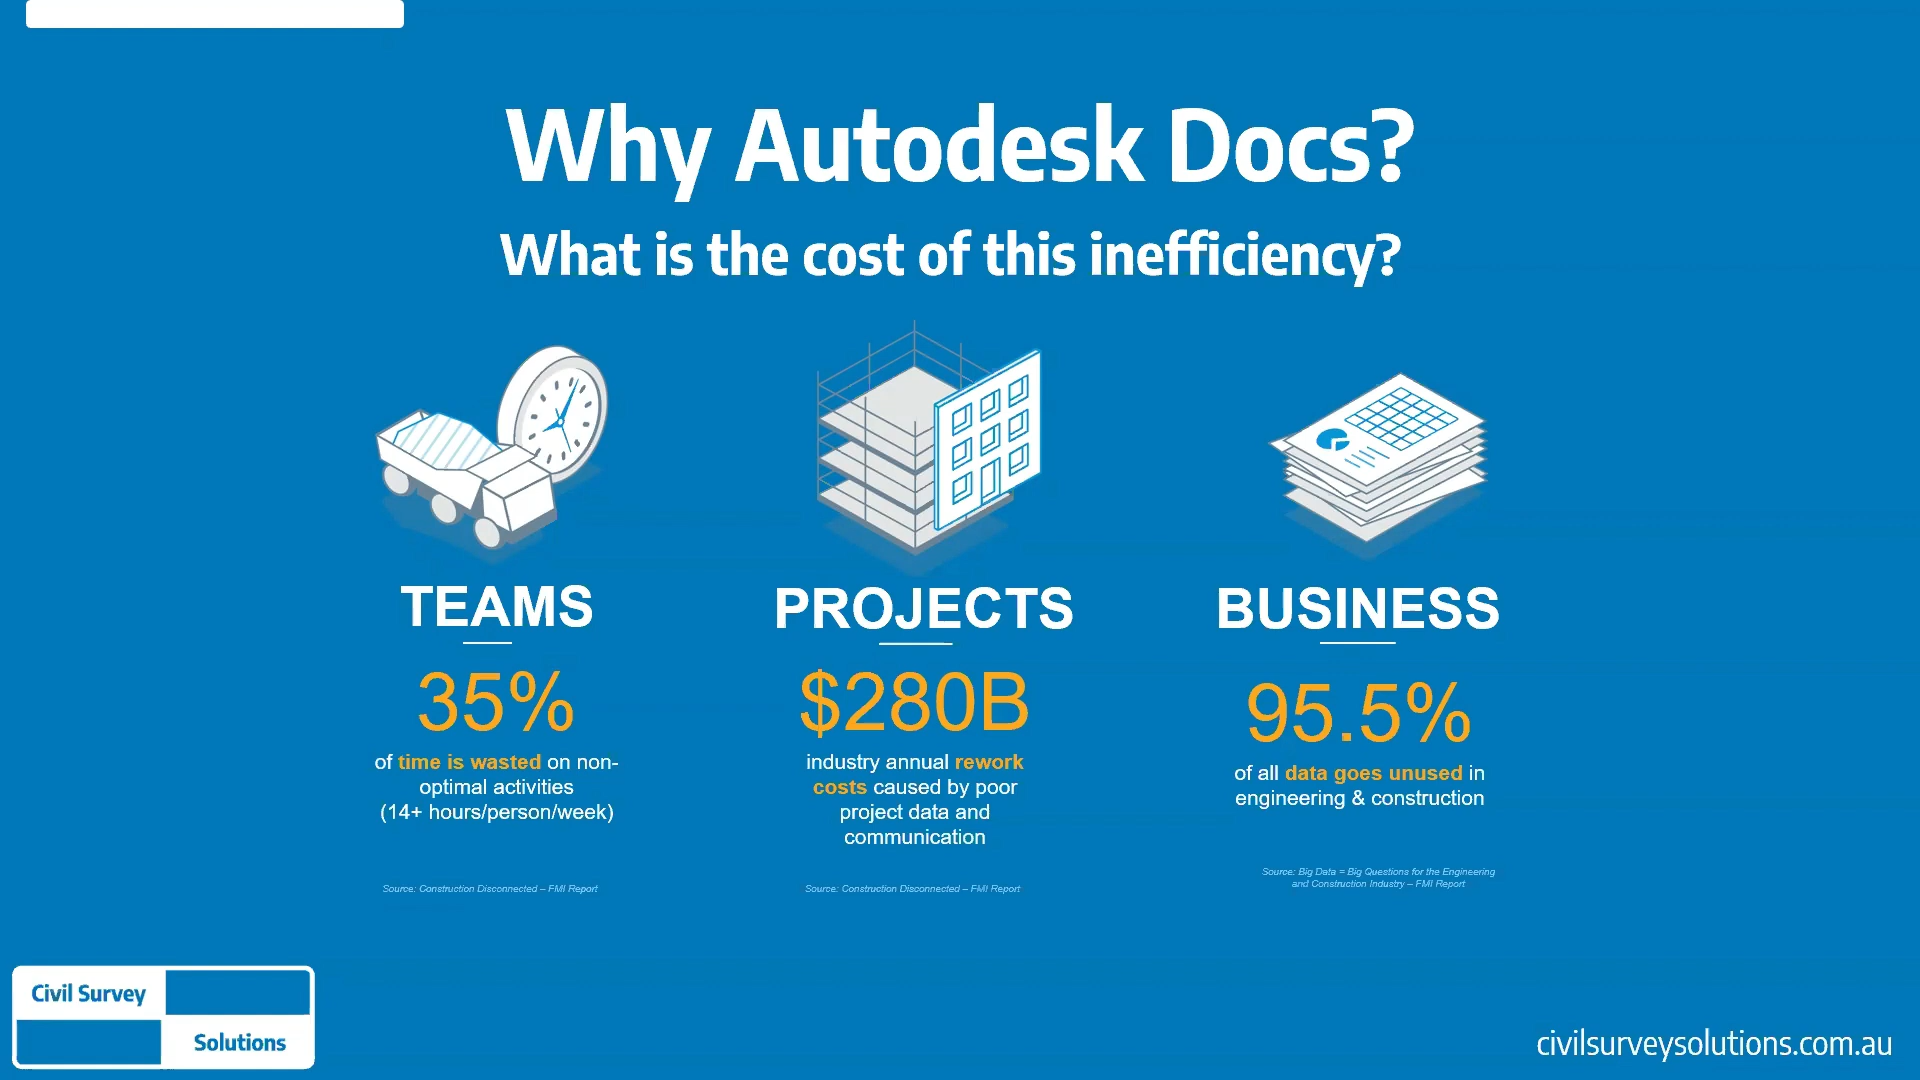 Why Autodesk Docs?
What is the cost of this inefficiency?
TEAMS
35%
of time is wasted on non-
optimal activities
(14+ hours/person/week)
Source: Construction Disconnected – FMI Report
PROJECTS
$280B
industry annual rework
costs caused by poor
project data and
communication
Source: Construction Disconnected – FMI Report
BUSINESS
95.5%
of all data goes unused in
engineering & construction
Source: Big Data = Big Questions for the Engineering
and Construction Industry – FMI Report
Civil Survey
Solutions
civilsurveysolutions.com.au